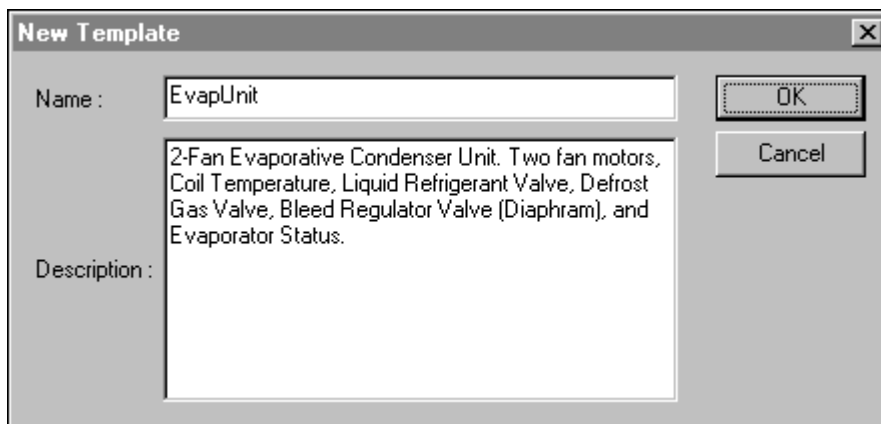 New Template
Name :
EvapUnit
OK
Cancel
2-Fan Evaporative Condenser Unit. Two fan motors,
Coil Temperature, Liquid Refrigerant Valve, Defrost
Gas Valve, Bleed Regulator Valve (Diaphram), and
Evaporator Status.
Description :